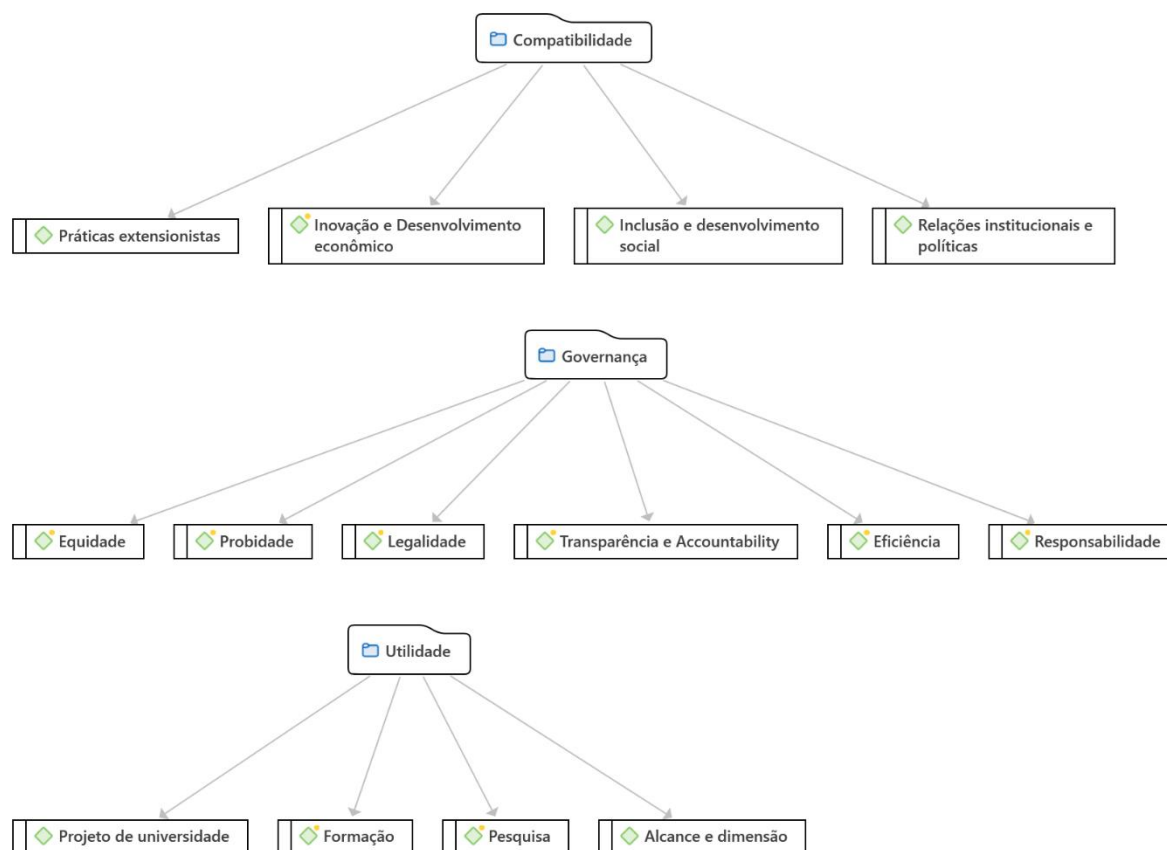 Compatibilidade
Práticas extensionistas
Inovação e Desenvolvimento
econômico
Inclusão e desenvolvimento
social
Relações institucionais e
políticas
Governança
Equidade
Probidade
Legalidade
Transparência e Accountability
Eficiência
Responsabilidade
Utilidade
Projeto de universidade
Formação
Pesquisa
Alcance e dimensão